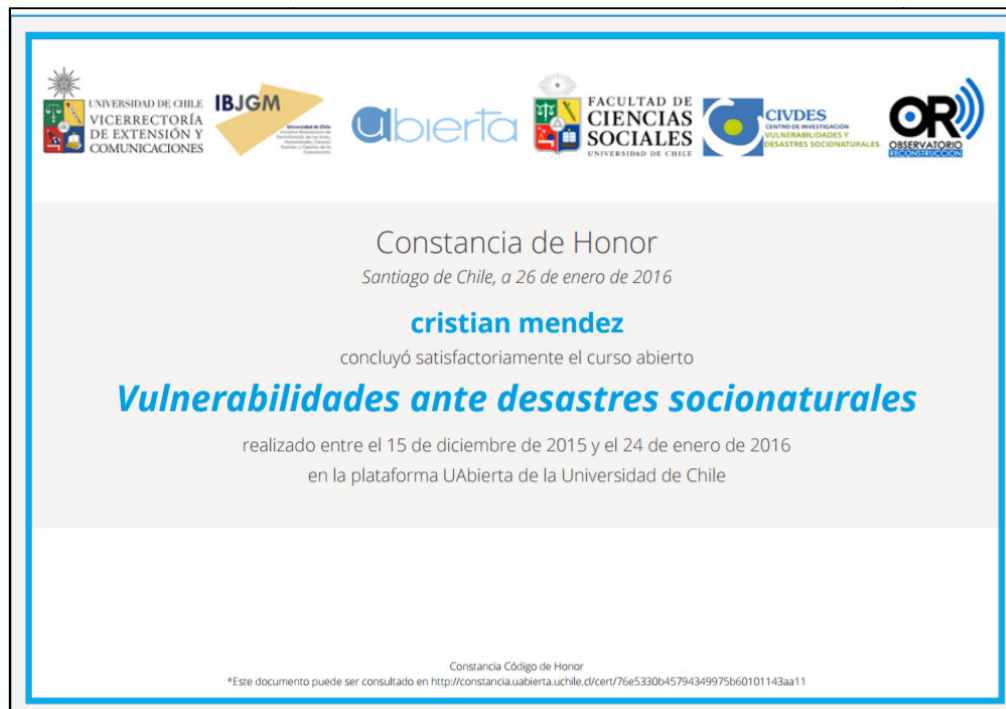 UNIVERSIDAD DE CHILE
VICERRECTORÍA
DE EXTENSIÓN Y
COMUNICACIONES
IBJGM
Universidad de Chile
uabierta
FACULTAD DE
CIENCIAS
SOCIALES
UNIVERSIDAD DE CHILE
CIVDES
CENTRO DE INVESTIGACIÓN
VULNERABILIDADES Y
DESASTRES SOCIONATURALES
OR
OBSERVATORIO
RECONSTRUCCION
Constancia de Honor
Santiago de Chile, a 26 de enero de 2016
cristian mendez
concluyó satisfactoriamente el curso abierto
Vulnerabilidades ante desastres socionaturales
realizado entre el 15 de diciembre de 2015 y el 24 de enero de 2016
en la plataforma UAbierta de la Universidad de Chile
Constancia Código de Honor
*Este documento puede ser consultado en http://constancia.uabierta.uchile.cl/cert/76e5330b45794349975b60101143aa11